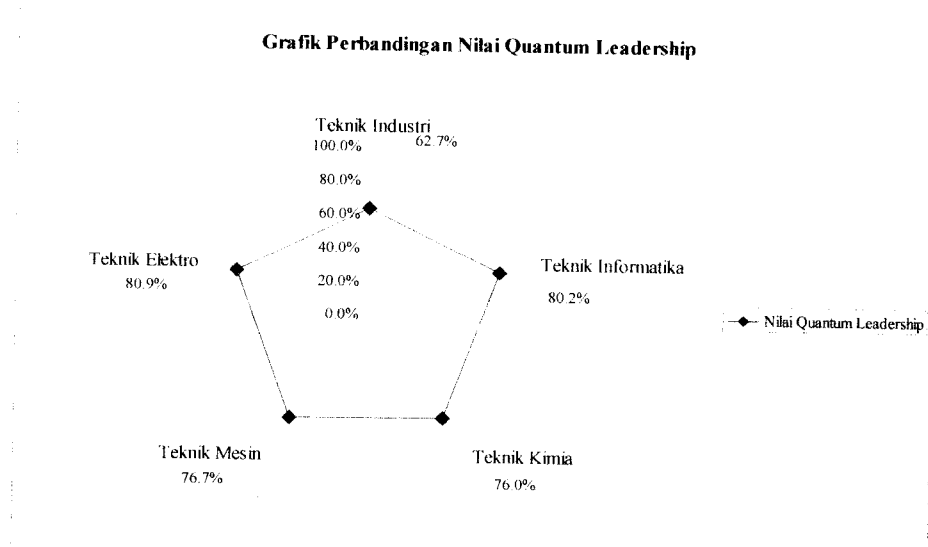 Grafik Perbandingan Nilai Quantum Leadership
Teknik Industri
62.7%
100.0%
80.0%
60.0%
40.0%
20.0%
0.0%
Teknik Elektro
80.9%
Teknik Informatika
80.2%
Nilai Quantum Leadership
Teknik Mesin
76.7%
Teknik Kimia
76.0%